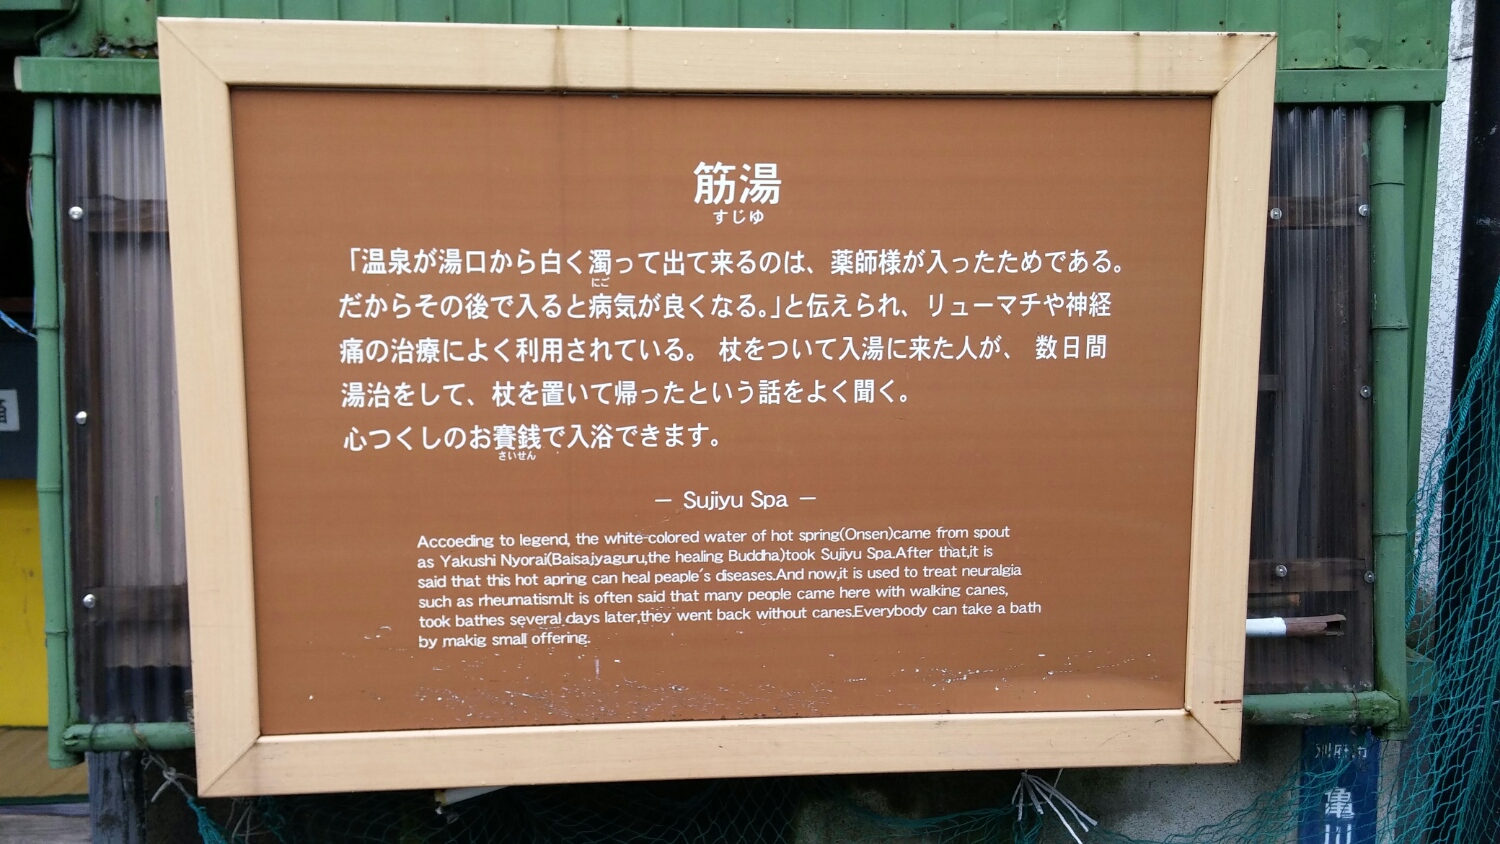 筋湯
すじゆ
「温泉が湯口から白く濁って出て来るのは、薬師様が入ったためである。
にご
だからその後で入ると病気が良くなる。」と伝えられ、リューマチや神経
痛の治療によく利用されている。 杖をついて入湯に来た人が、 数日間
湯治をして、杖を置いて帰ったという話をよく聞く。
心つくしのお賽銭で入浴できます。
さいせん
— Sujiyu Spa —
Accoeding to legend, the white-colored water of hot spring(Onsen)came from spout
as Yakushi Nyorai(Baisajyaguru,the healing Buddha)took Sujiyu Spa.After that,it is
said that this hot apring can heal peaple's diseases.And now,it is used to treat neuralgia
such as rheumatism.It is often said that many people came here with walking canes,
took bathes several days later,they went back without canes.Everybody can take a bath
by makig small offering.
別府市
亀川